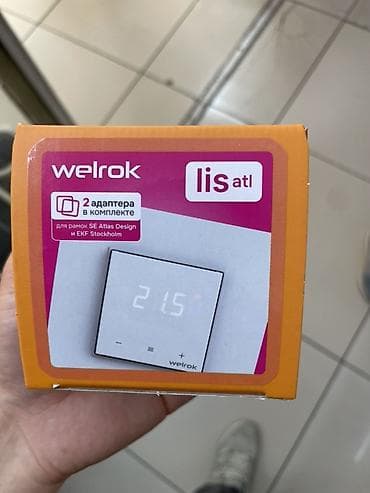 welrok
lis atl
2 адаптера
в комплекте
для рамок SE Atlas Design
и EKF Stockholm
21.5
− ≡ +
welrok